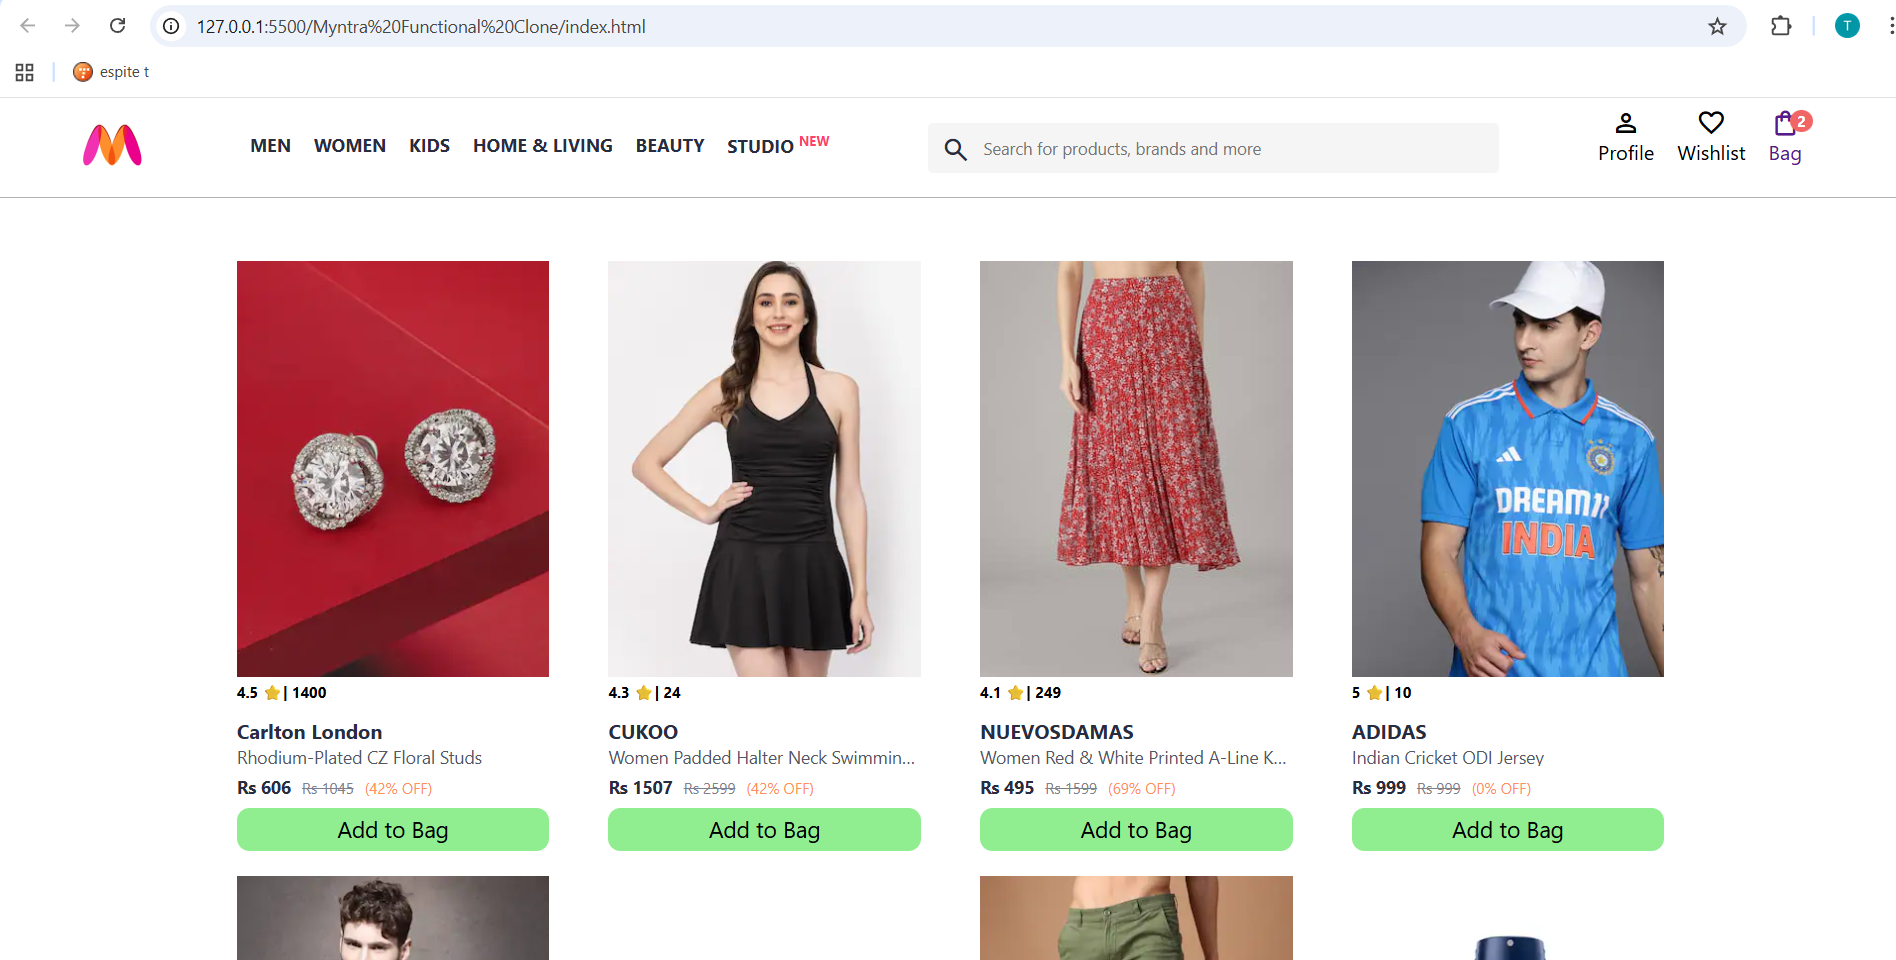 127.0.0.1:5500/Myntra%20Functional%20Clone/index.html
T
espite t
MEN WOMEN KIDS HOME & LIVING BEAUTY STUDIO NEW
Search for products, brands and more
Profile Wishlist Bag 2
DREAM11
INDIA
4.5 ⭐| 1400
Carlton London
Rhodium-Plated CZ Floral Studs
Rs 606 Rs 1045 (42% OFF)
Add to Bag
4.3 ⭐| 24
CUKOO
Women Padded Halter Neck Swimmin...
Rs 1507 Rs 2599 (42% OFF)
Add to Bag
4.1 ⭐| 249
NUEVOSDAMAS
Women Red & White Printed A-Line K...
Rs 495 Rs 1599 (69% OFF)
Add to Bag
5 ⭐| 10
ADIDAS
Indian Cricket ODI Jersey
Rs 999 Rs 999 (0% OFF)
Add to Bag